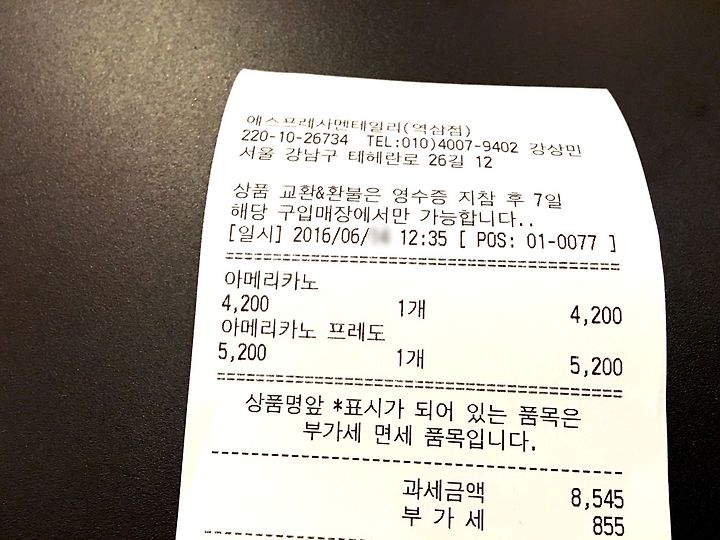 에스프레사멘테일리(역삼점)
220-10-26734 TEL:010)4007-9402 강상민
서울 강남구 테헤란로 26길 12
상품 교환&환불은 영수증 지참 후 7일
해당 구입매장에서만 가능합니다..
[일시] 2016/06/ 12:35 [ POS: 01-0077 ]
==================================================
아메리카노
4,200 1개 4,200
아메리카노 프레도
5,200 1개 5,200
==================================================
상품명앞 *표시가 되어 있는 품목은
부가세 면세 품목입니다.
--------------------------------------------------
과세금액 8,545
부 가 세 855
--------------------------------------------------